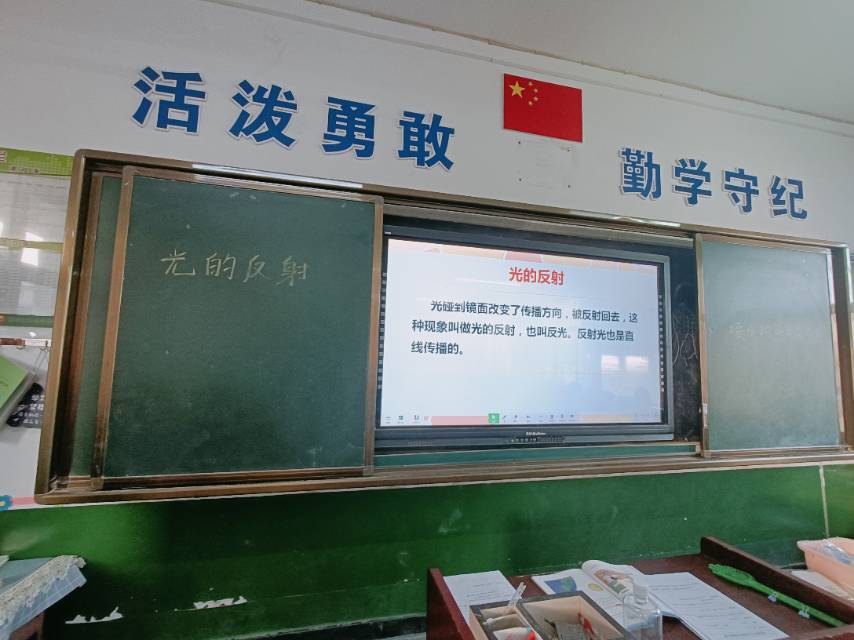 活泼勇敢
勤学守纪
光的反射
光的反射
光碰到镜面改变了传播方向，被反射回去，这
种现象叫做光的反射，也叫反光。反射光也是直
线传播的。